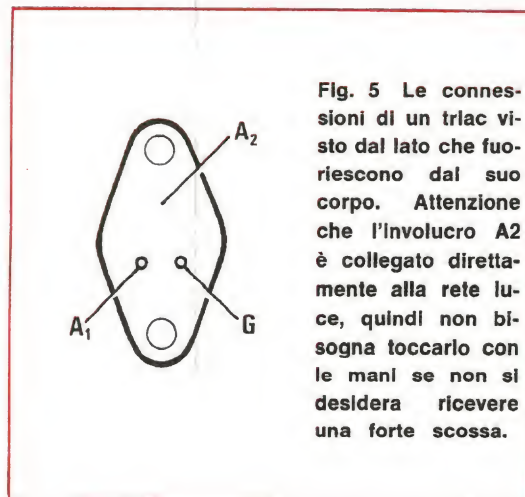 A2
A1
G
Fig. 5 Le connes-
sioni di un triac vi-
sto dal lato che fuo-
riescono dal suo
corpo. Attenzione
che l'involucro A2
è collegato diretta-
mente alla rete lu-
ce, quindi non bi-
sogna toccarlo con
le mani se non si
desidera ricevere
una forte scossa.